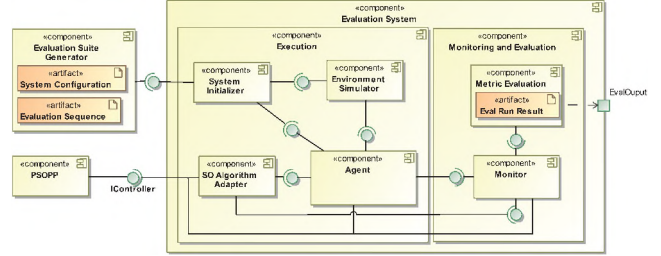 «component»
Evaluation System
«component»
Evaluation Suite
Generator
«artifact»
System Configuration
«artifact»
Evaluation Sequence
«component»
Execution
«component»
Monitoring and Evaluation
«component»
System
Initializer
«component»
Environment
Simulator
«component»
Metric Evaluation
«artifact»
Eval Run Result
EvalOuput
«component»
PSOPP
IController
«component»
SO Algorithm
Adapter
«component»
Agent
«component»
Monitor